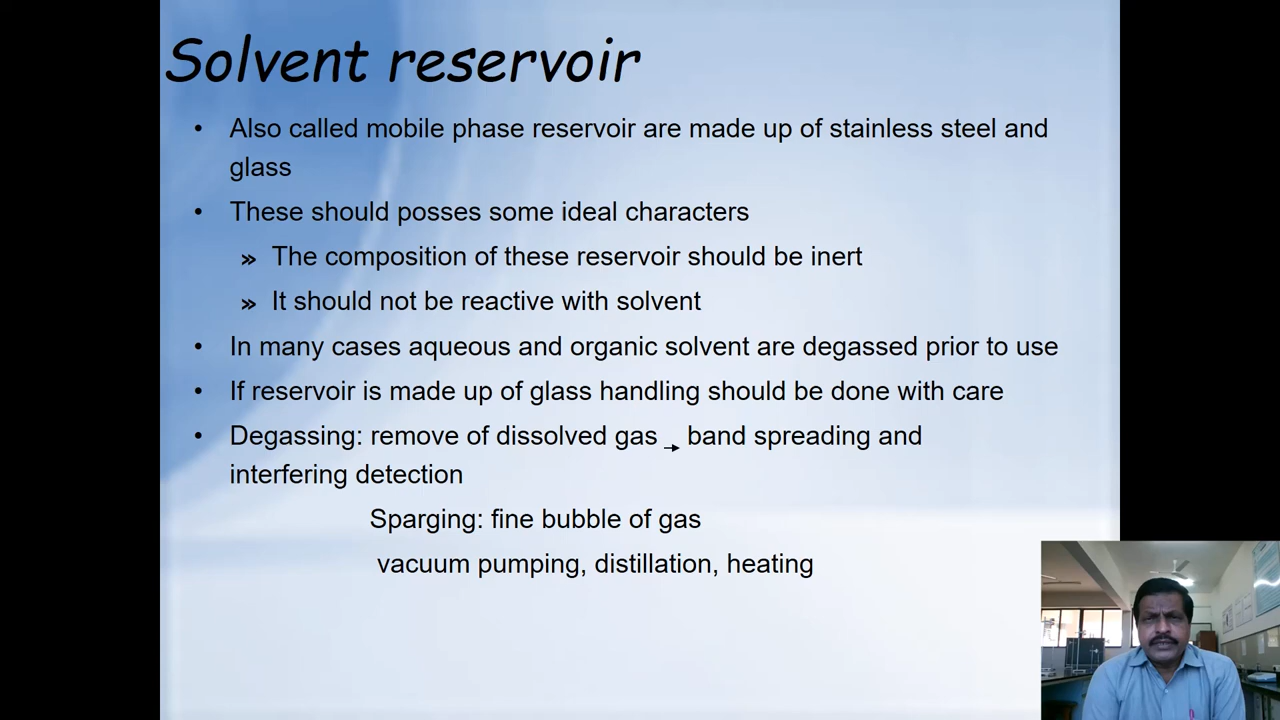 Solvent reservoir
• Also called mobile phase reservoir are made up of stainless steel and
glass
• These should posses some ideal characters
» The composition of these reservoir should be inert
» It should not be reactive with solvent
• In many cases aqueous and organic solvent are degassed prior to use
• If reservoir is made up of glass handling should be done with care
• Degassing: remove of dissolved gas → band spreading and
interfering detection
Sparging: fine bubble of gas
vacuum pumping, distillation, heating